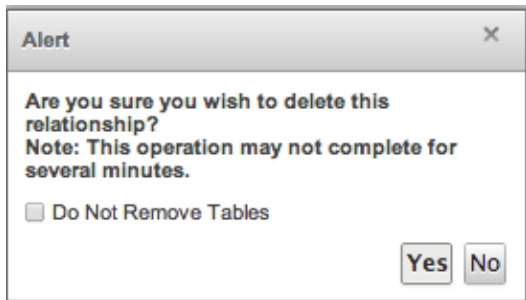 Alert
Are you sure you wish to delete this
relationship?
Note: This operation may not complete for
several minutes.
Do Not Remove Tables
Yes No